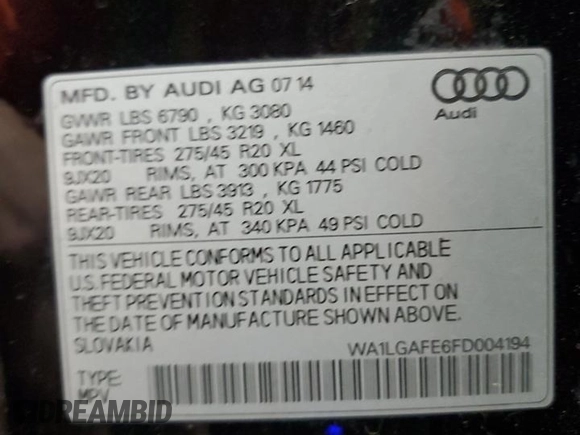 MFD. BY AUDI AG 07 14
GVWR LBS 6790 , KG 3080
GAWR FRONT LBS 3219 , KG 1460
FRONT-TIRES 275/45 R20 XL
9JX20 RIMS, AT 300 KPA 44 PSI COLD
GAWR REAR LBS 3913 , KG 1775
REAR-TIRES 275/45 R20 XL
9JX20 RIMS, AT 340 KPA 49 PSI COLD
Audi
THIS VEHICLE CONFORMS TO ALL APPLICABLE
U.S. FEDERAL MOTOR VEHICLE SAFETY AND
THEFT PREVENTION STANDARDS IN EFFECT ON
THE DATE OF MANUFACTURE SHOWN ABOVE.
SLOVAKIA WA1LGAFE6FD004194
TYPE:
MPV
DREAMBID